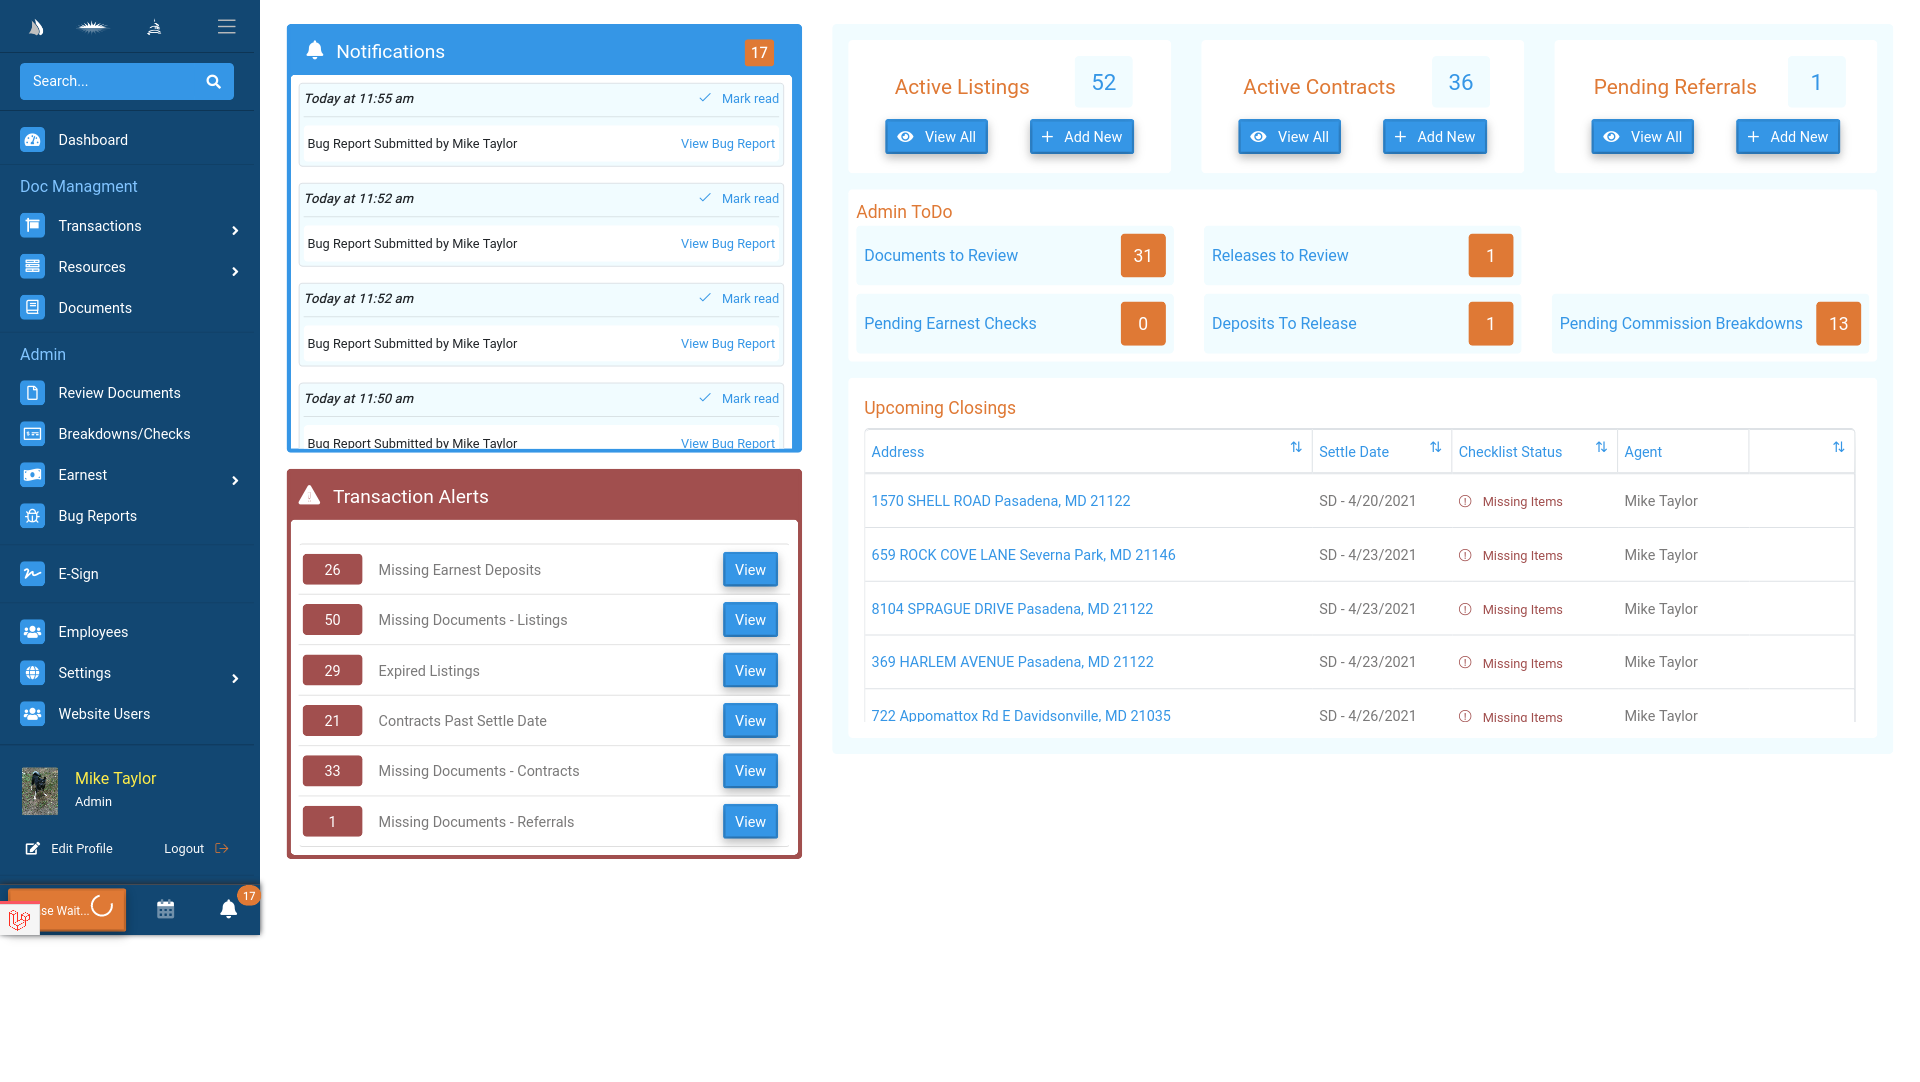 Search...
Dashboard
Doc Managment
Transactions
Resources
Documents
Admin
Review Documents
Breakdowns/Checks
Earnest
Bug Reports
E-Sign
Employees
Settings
Website Users
Mike Taylor
Admin
Edit Profile
Logout
se Wait...
17
Notifications
17
Today at 11:55 am
Mark read
Bug Report Submitted by Mike Taylor
View Bug Report
Today at 11:52 am
Mark read
Bug Report Submitted by Mike Taylor
View Bug Report
Today at 11:52 am
Mark read
Bug Report Submitted by Mike Taylor
View Bug Report
Today at 11:50 am
Mark read
Bug Report Submitted by Mike Taylor
View Bug Report
Transaction Alerts
26 Missing Earnest Deposits View
50 Missing Documents - Listings View
29 Expired Listings View
21 Contracts Past Settle Date View
33 Missing Documents - Contracts View
1 Missing Documents - Referrals View
Active Listings 52
View All
Add New
Active Contracts 36
View All
Add New
Pending Referrals 1
View All
Add New
Admin ToDo
Documents to Review 31
Releases to Review 1
Pending Earnest Checks 0
Deposits To Release 1
Pending Commission Breakdowns 13
Upcoming Closings
Address Settle Date Checklist Status Agent
1570 SHELL ROAD Pasadena, MD 21122 SD - 4/20/2021 Missing Items Mike Taylor
659 ROCK COVE LANE Severna Park, MD 21146 SD - 4/23/2021 Missing Items Mike Taylor
8104 SPRAGUE DRIVE Pasadena, MD 21122 SD - 4/23/2021 Missing Items Mike Taylor
369 HARLEM AVENUE Pasadena, MD 21122 SD - 4/23/2021 Missing Items Mike Taylor
722 Appomattox Rd E Davidsonville, MD 21035 SD - 4/26/2021 Missing Items Mike Taylor